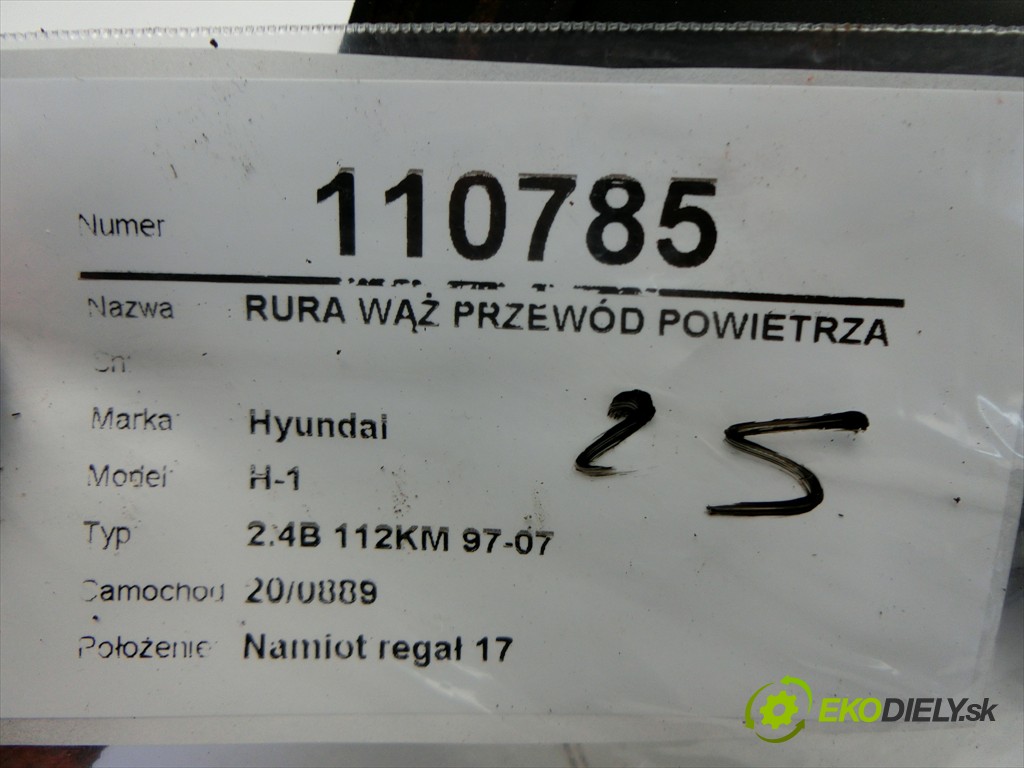 Numer 110785
Nazwa RURA WĄŻ PRZEWÓD POWIETRZA
Marka Hyundai
25
Model H-1
Typ 2.4B 112KM 97-07
Samochód 20/0889
Położenie Namiot regał 17
EKODIELY.sk